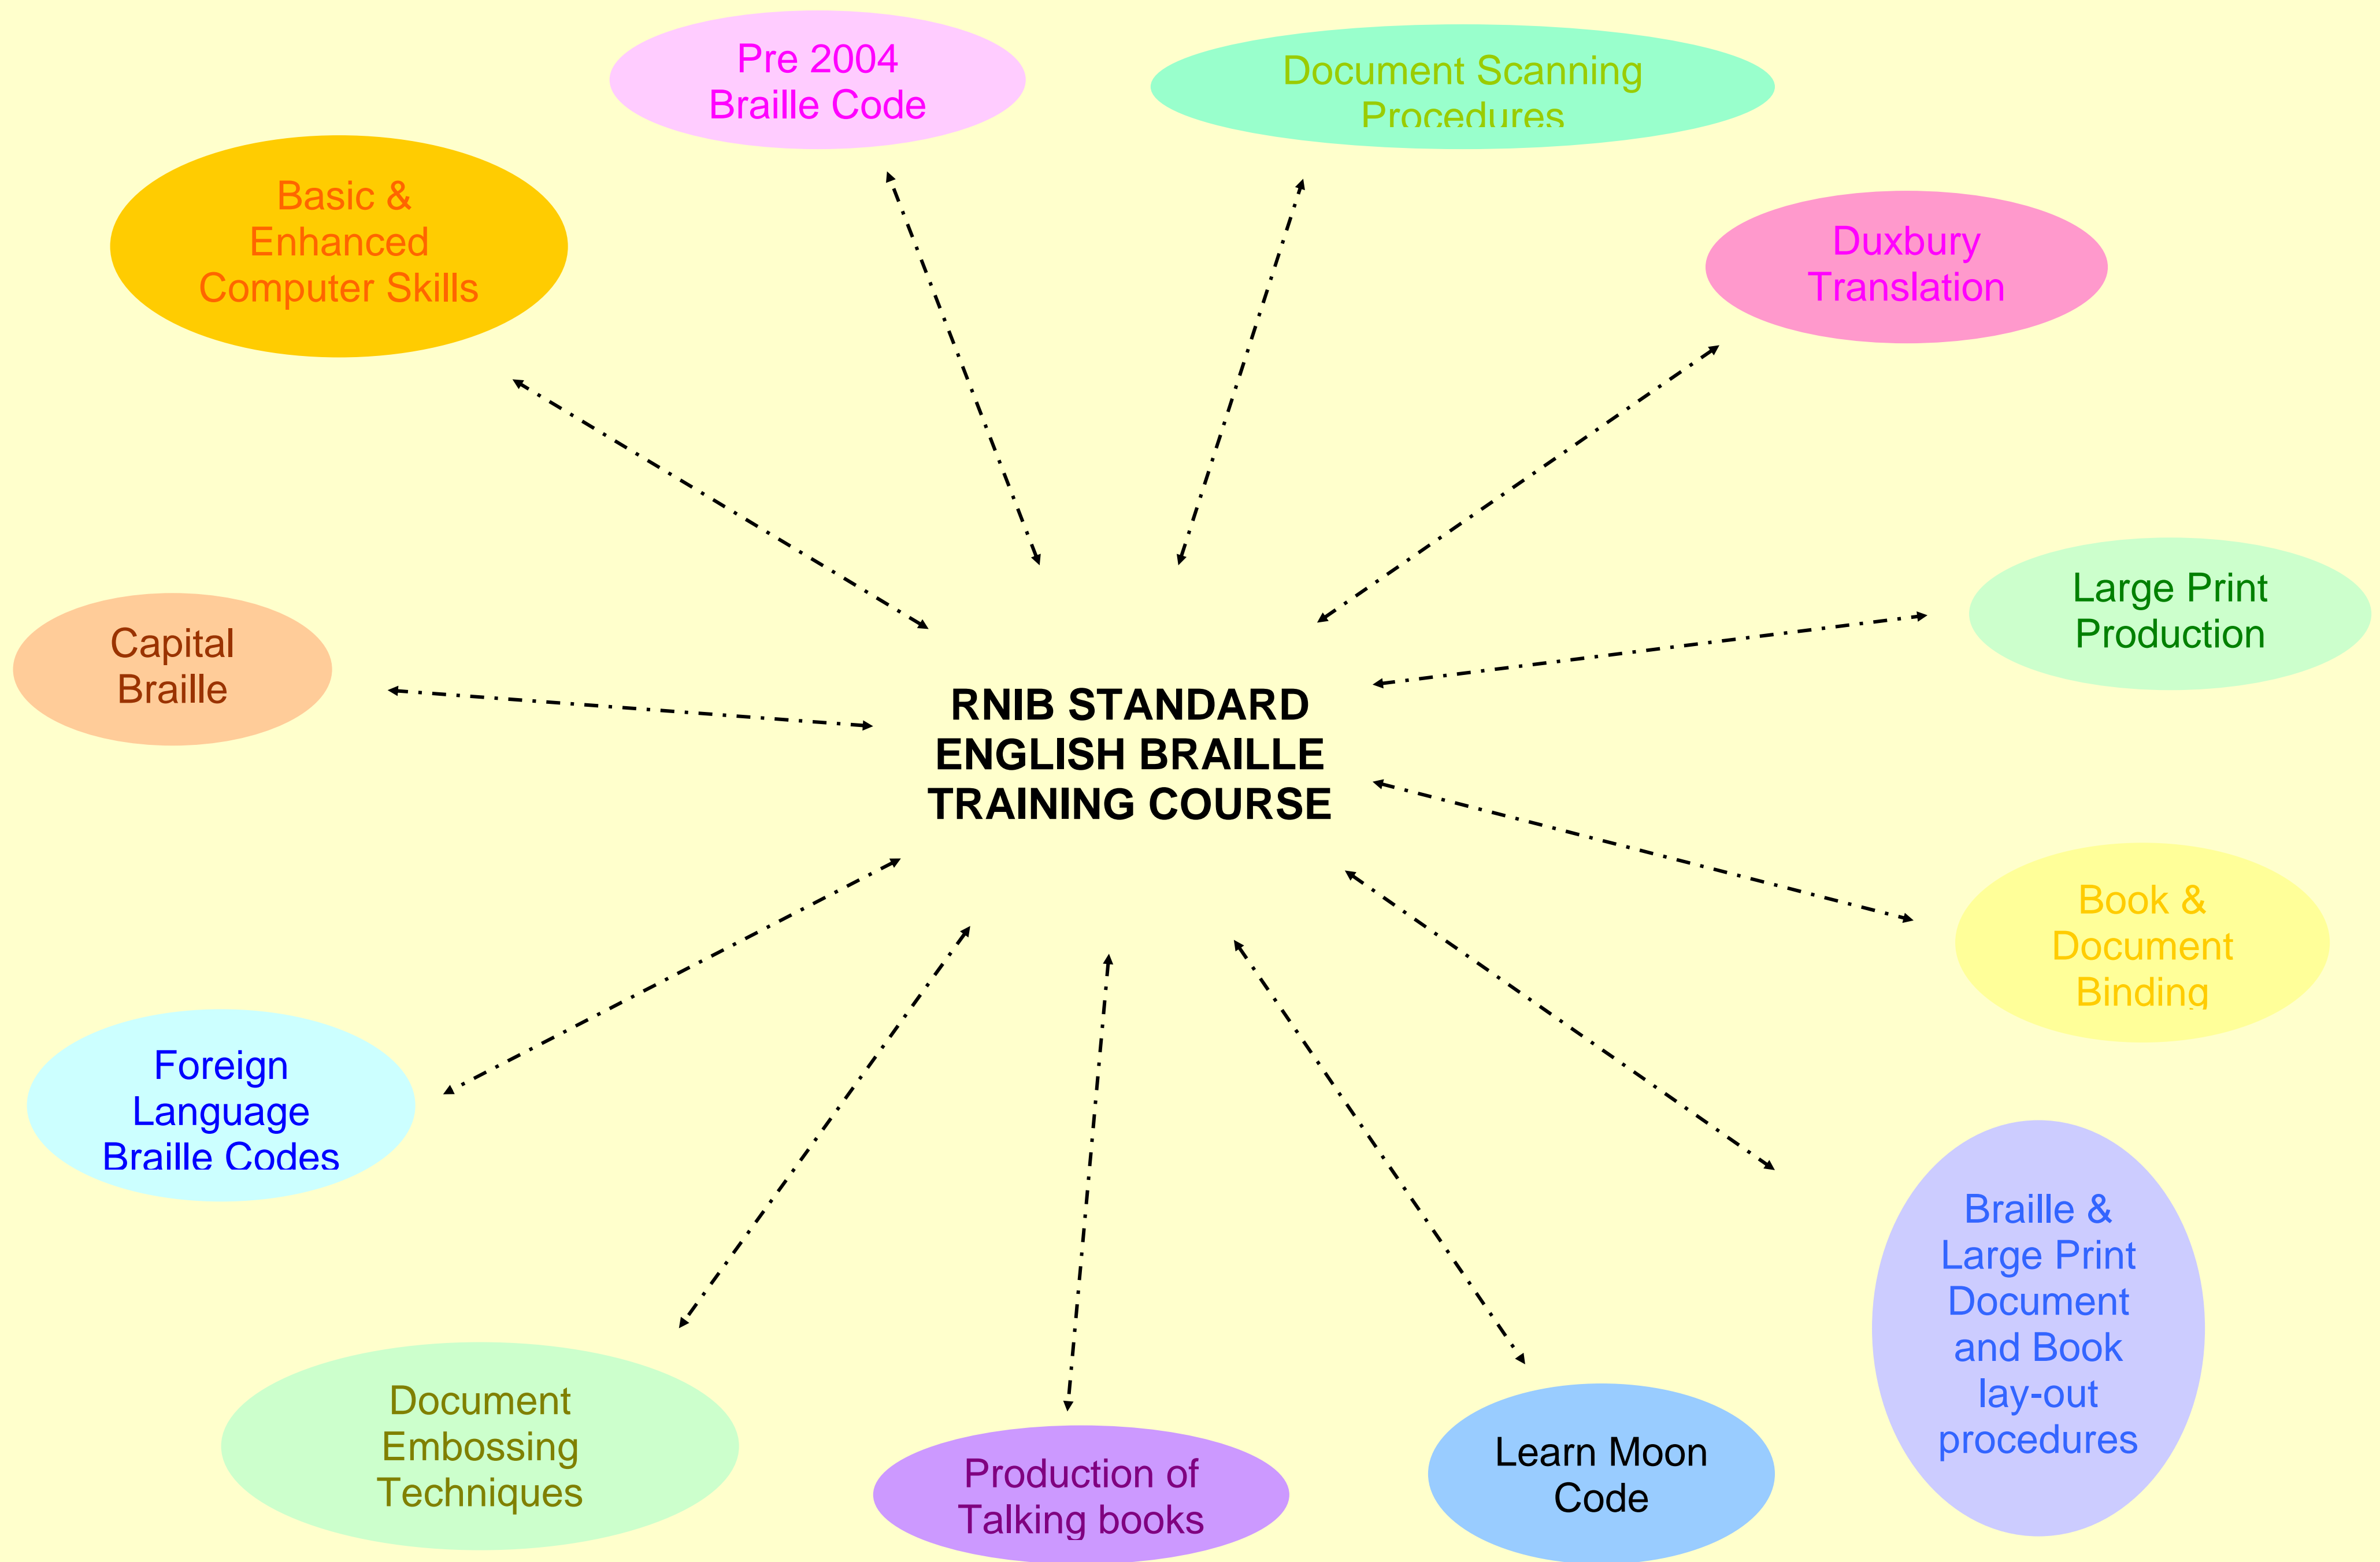 Pre 2004
Braille Code
Document Scanning
Procedures
Basic &
Enhanced
Computer Skills
Duxbury
Translation
Large Print
Production
Capital
Braille
RNIB STANDARD
ENGLISH BRAILLE
TRAINING COURSE
Book &
Document
Binding
Foreign
Language
Braille Codes
Braille &
Large Print
Document
and Book
lay-out
procedures
Document
Embossing
Techniques
Production of
Talking books
Learn Moon
Code